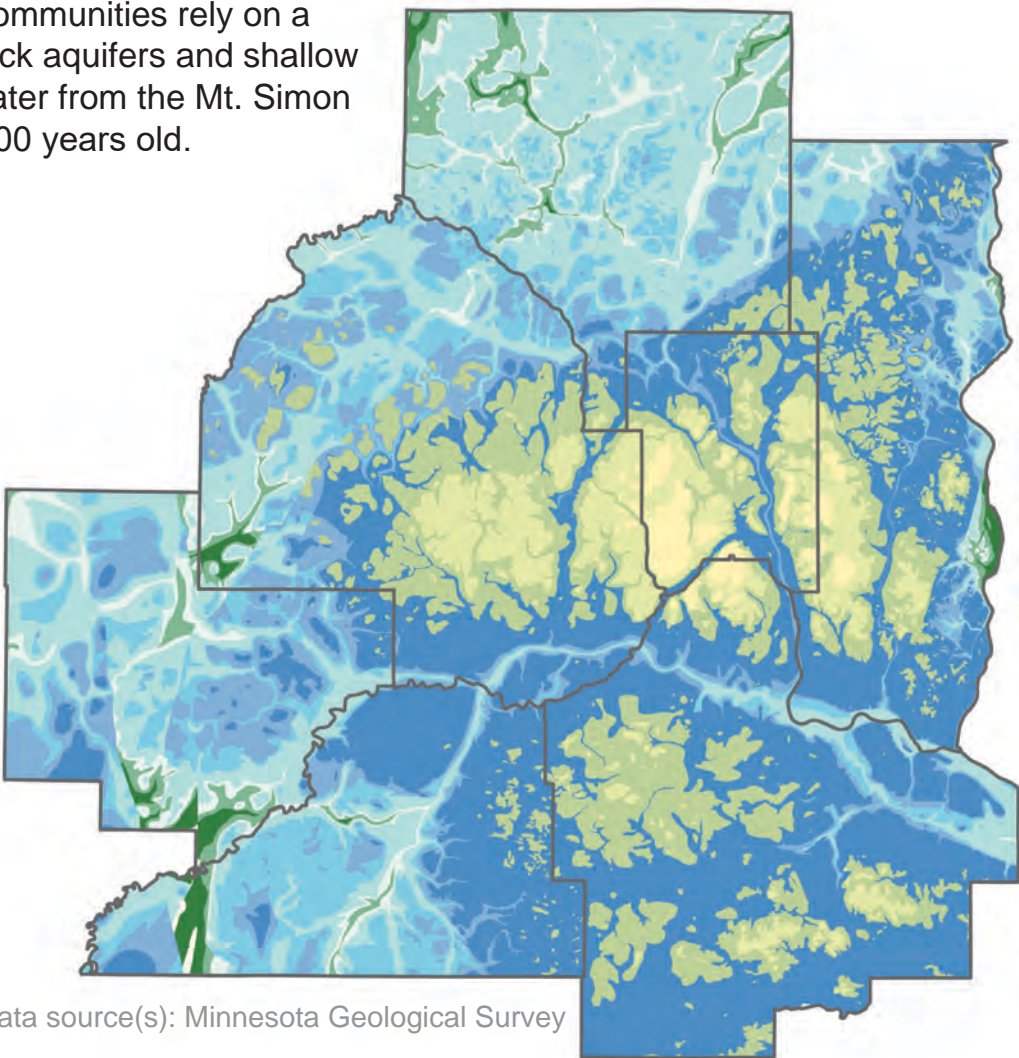 ommunities rely on a
ck aquifers and shallow
ater from the Mt. Simon
00 years old.
ata source(s): Minnesota Geological Survey